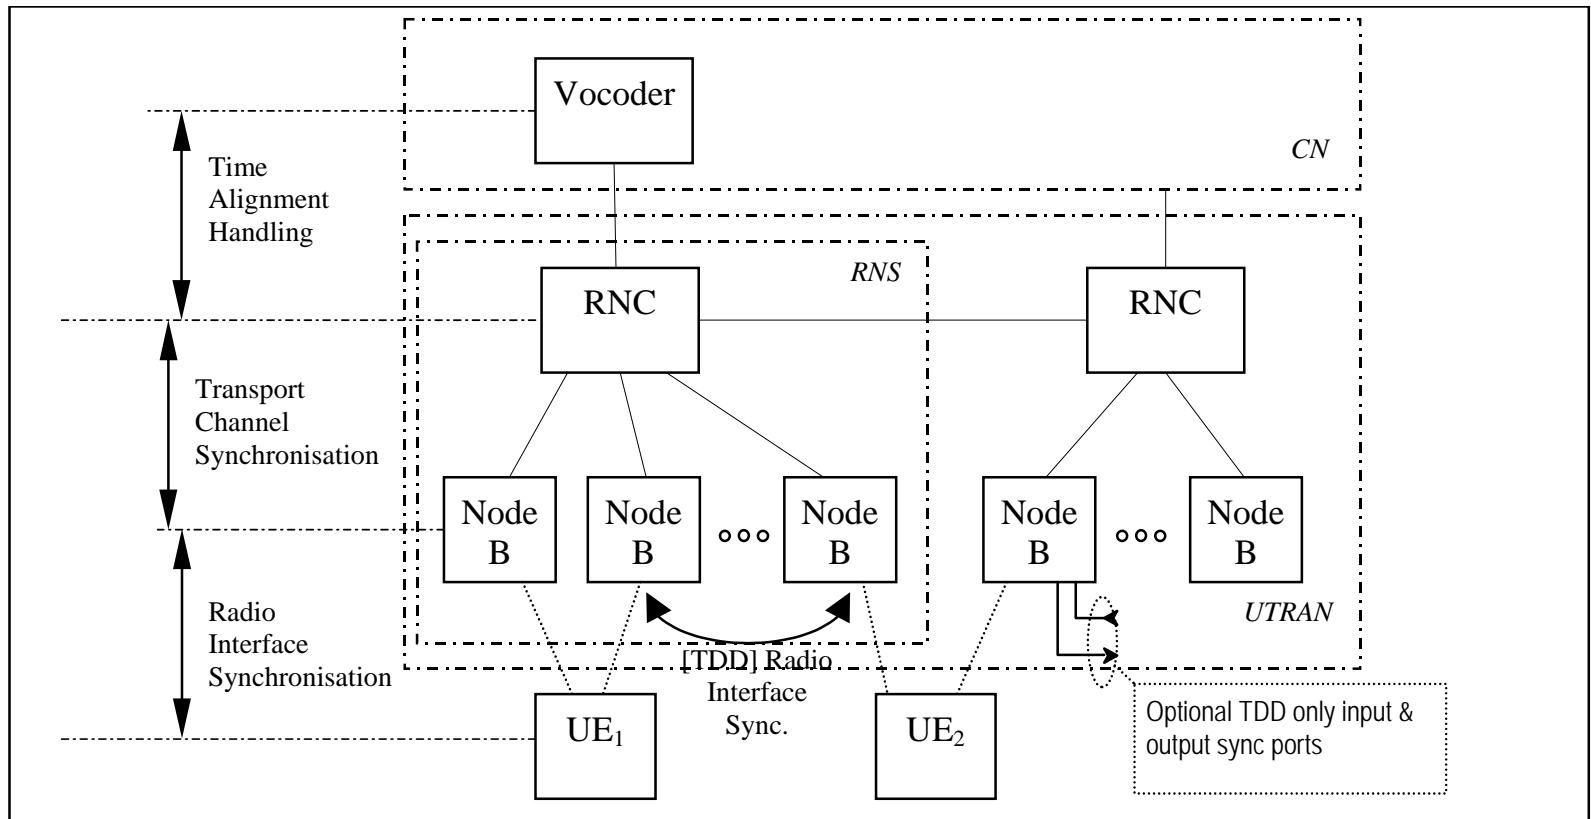 Vocoder
CN
Time
Alignment
Handling
RNS
RNC
RNC
Transport
Channel
Synchronisation
Node
B
Node
B
Node
B
Node
B
Node
B
Radio
Interface
Synchronisation
UTRAN
[TDD] Radio
Interface
Sync.
UE1
UE2
Optional TDD only input &
output sync ports